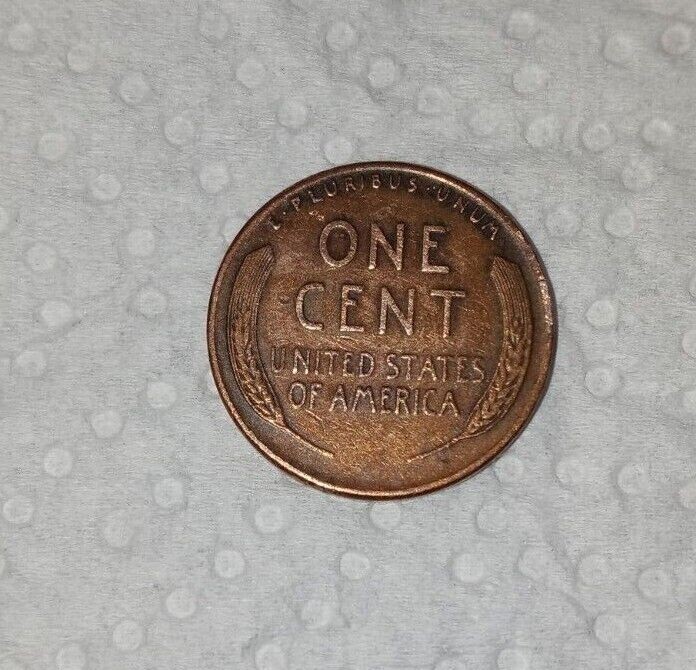 E·PLURIBUS·UNUM
ONE
CENT
UNITED STATES
OF AMERICA